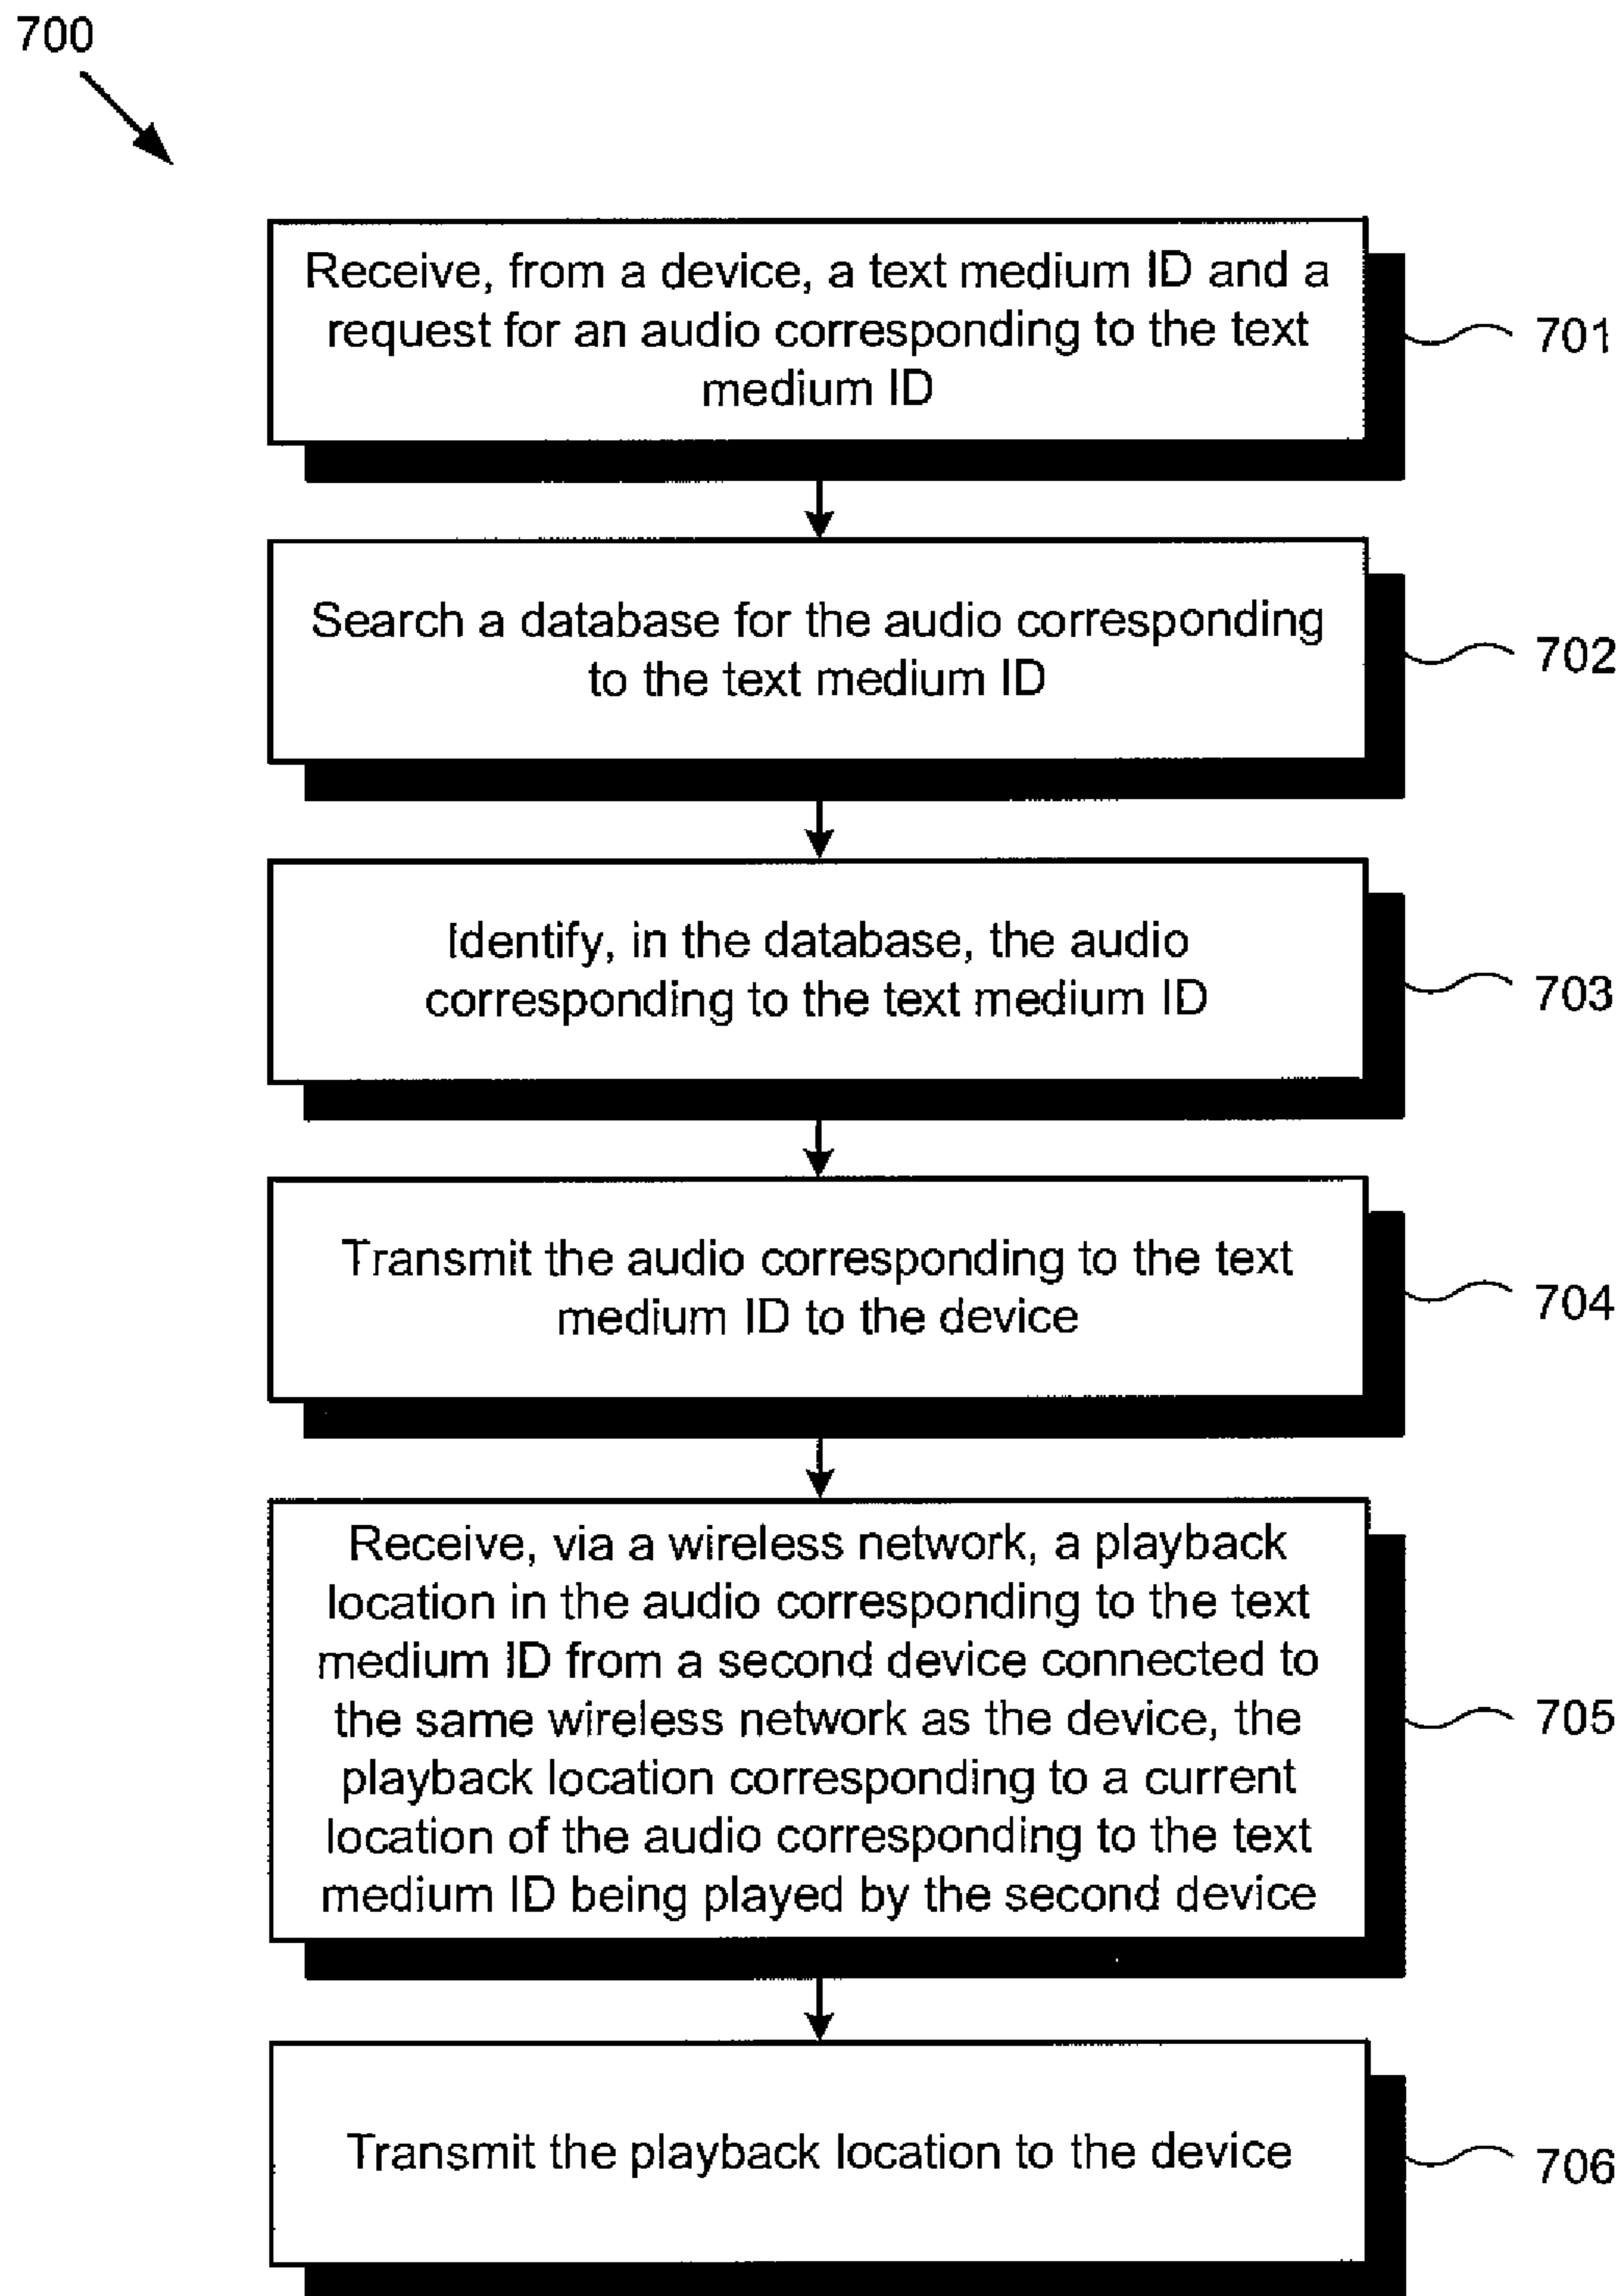 700
Receive, from a device, a text medium ID and a
request for an audio corresponding to the text
medium ID
701
Search a database for the audio corresponding
to the text medium ID
702
Identify, in the database, the audio
corresponding to the text medium ID
703
Transmit the audio corresponding to the text
medium ID to the device
704
Receive, via a wireless network, a playback
location in the audio corresponding to the text
medium ID from a second device connected to
the same wireless network as the device, the
playback location corresponding to a current
location of the audio corresponding to the text
medium ID being played by the second device
705
Transmit the playback location to the device
706